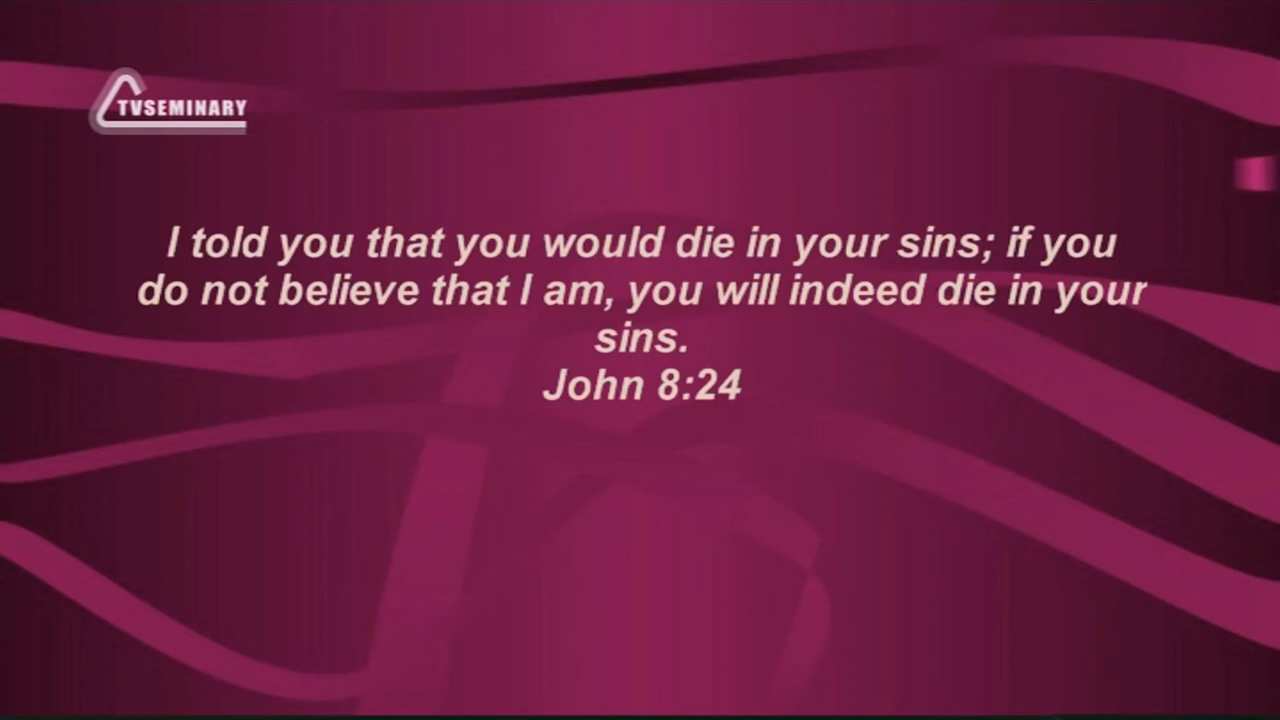 TVSEMINARY
I told you that you would die in your sins; if you
do not believe that I am, you will indeed die in your
sins.
John 8:24